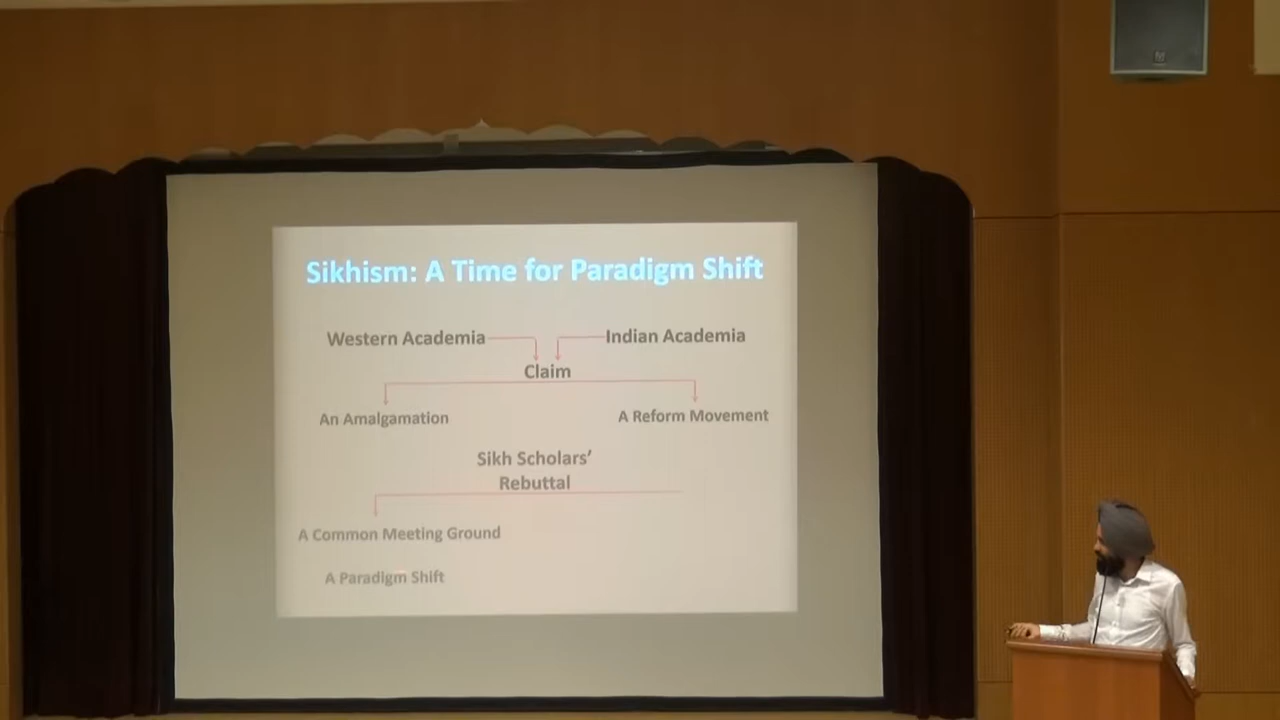 Sikhism: A Time for Paradigm Shift
Western Academia
Indian Academia
Claim
An Amalgamation
A Reform Movement
Sikh Scholars'
Rebuttal
A Common Meeting Ground
A Paradigm Shift